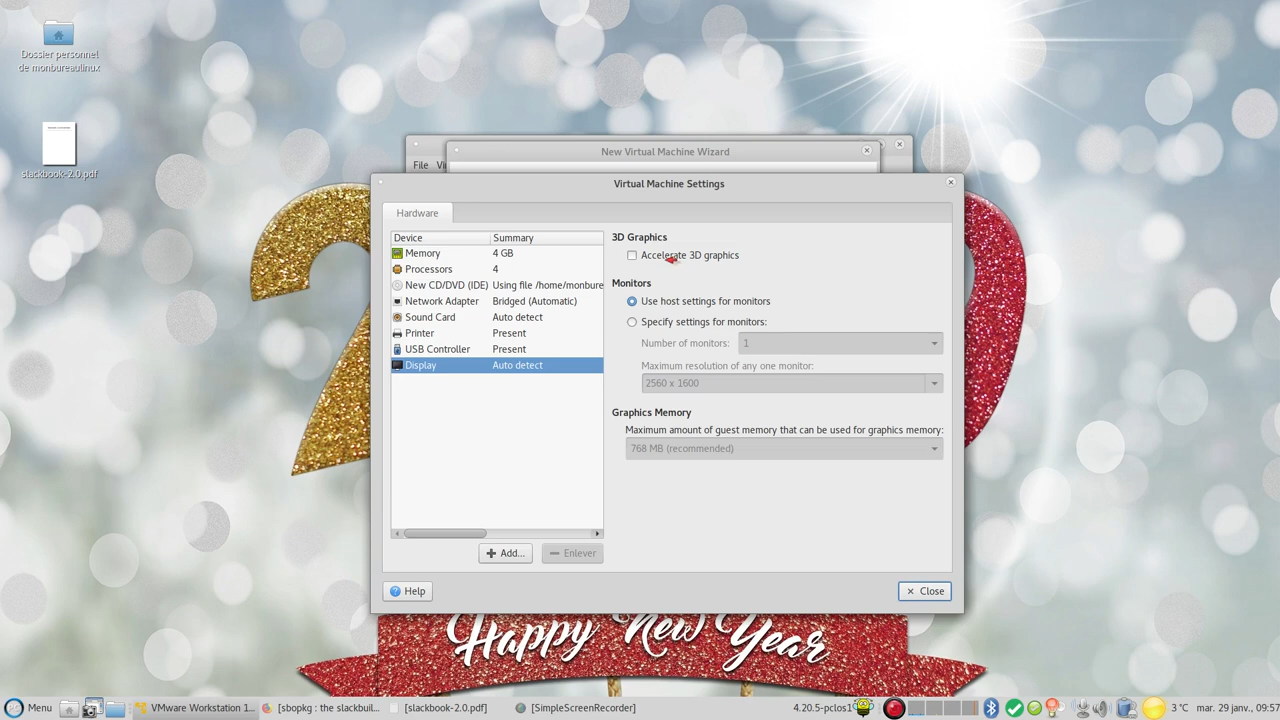 Dossier personnel
de monbureaulinux
slackbook-2.0.pdf
File
New Virtual Machine Wizard
Virtual Machine Settings
Hardware
Device Summary
Memory 4 GB
Processors 4
New CD/DVD (IDE) Using file /home/monbure
Network Adapter Bridged (Automatic)
Sound Card Auto detect
Printer Present
USB Controller Present
Display Auto detect
Add...
Enlever
3D Graphics
Accelerate 3D graphics
Monitors
Use host settings for monitors
Specify settings for monitors:
Number of monitors: 1
Maximum resolution of any one monitor:
2560 x 1600
Graphics Memory
Maximum amount of guest memory that can be used for graphics memory:
768 MB (recommended)
Help
Close
Happy New Year
Menu
VMware Workstation 1...
[sbopkg : the slackbuil...
[slackbook-2.0.pdf]
[SimpleScreenRecorder]
3 °C
mar. 29 janv., 09:57